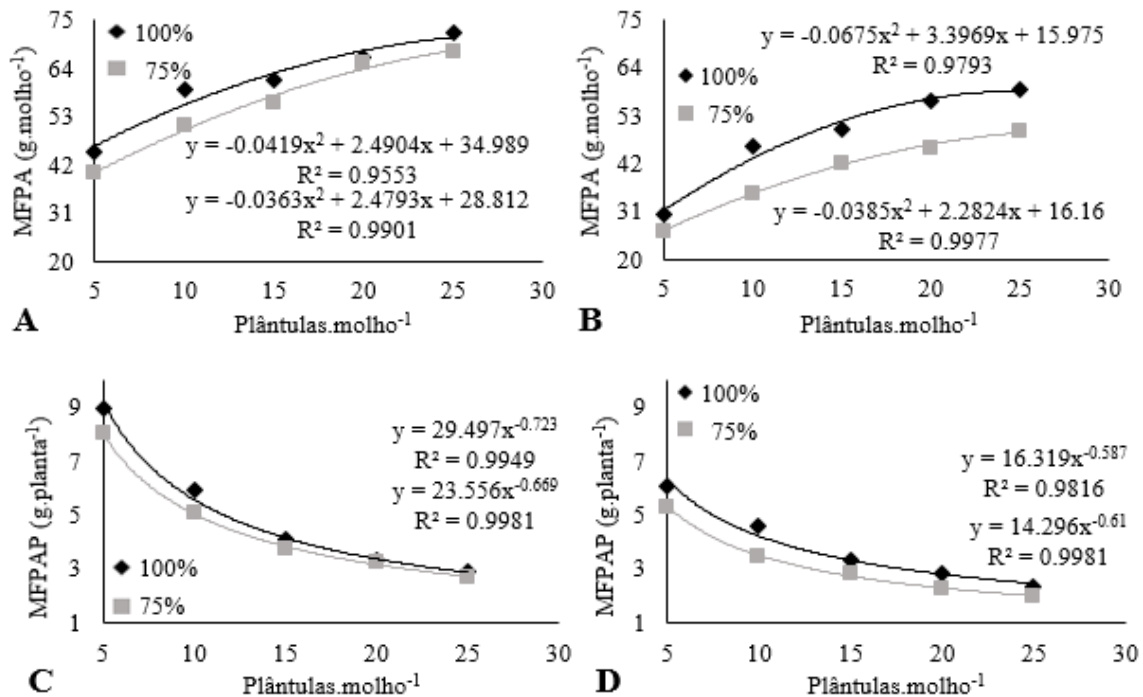 MFPA (g.molho-1)
75
64
53
42
31
20
100%
75%
y = -0.0419x2 + 2.4904x + 34.989
R² = 0.9553
y = -0.0363x2 + 2.4793x + 28.812
R² = 0.9901
5 10 15 20 25 30
Plântulas.molho-1
A
MFPA (g.molho-1)
75
64
53
42
31
20
100%
75%
y = -0.0675x2 + 3.3969x + 15.975
R² = 0.9793
y = -0.0385x2 + 2.2824x + 16.16
R² = 0.9977
5 10 15 20 25 30
Plântulas.molho-1
B
MFPAP (g.planta-1)
9
7
5
3
1
y = 29.497x-0.723
R² = 0.9949
y = 23.556x-0.669
R² = 0.9981
100%
75%
5 10 15 20 25 30
Plântulas.molho-1
C
MFPAP (g.planta-1)
9
7
5
3
1
100%
75%
y = 16.319x-0.587
R² = 0.9816
y = 14.296x-0.61
R² = 0.9981
5 10 15 20 25 30
Plântulas.molho-1
D